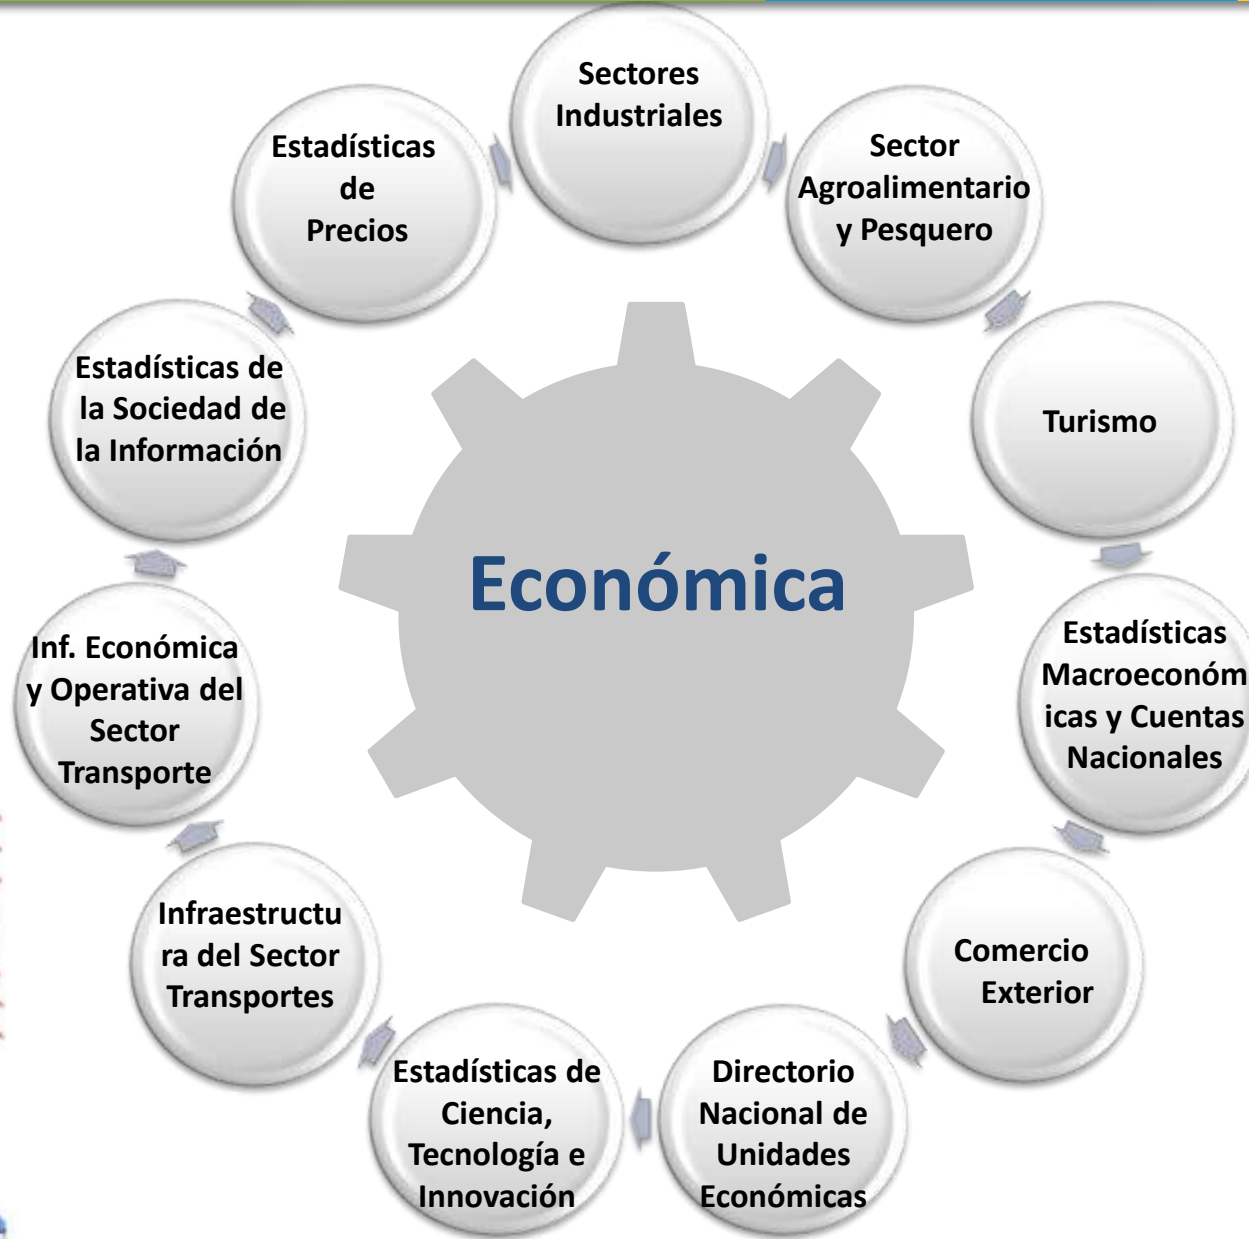 Sectores
Industriales
Sector
Agroalimentario
y Pesquero
Turismo
Estadísticas
Macroeconóm
icas y Cuentas
Nacionales
Comercio
Exterior
Directorio
Nacional de
Unidades
Económicas
Estadísticas de
Ciencia,
Tecnología e
Innovación
Infraestructu
ra del Sector
Transportes
Inf. Económica
y Operativa del
Sector
Transporte
Estadísticas de
la Sociedad de
la Información
Estadísticas
de
Precios
Económica